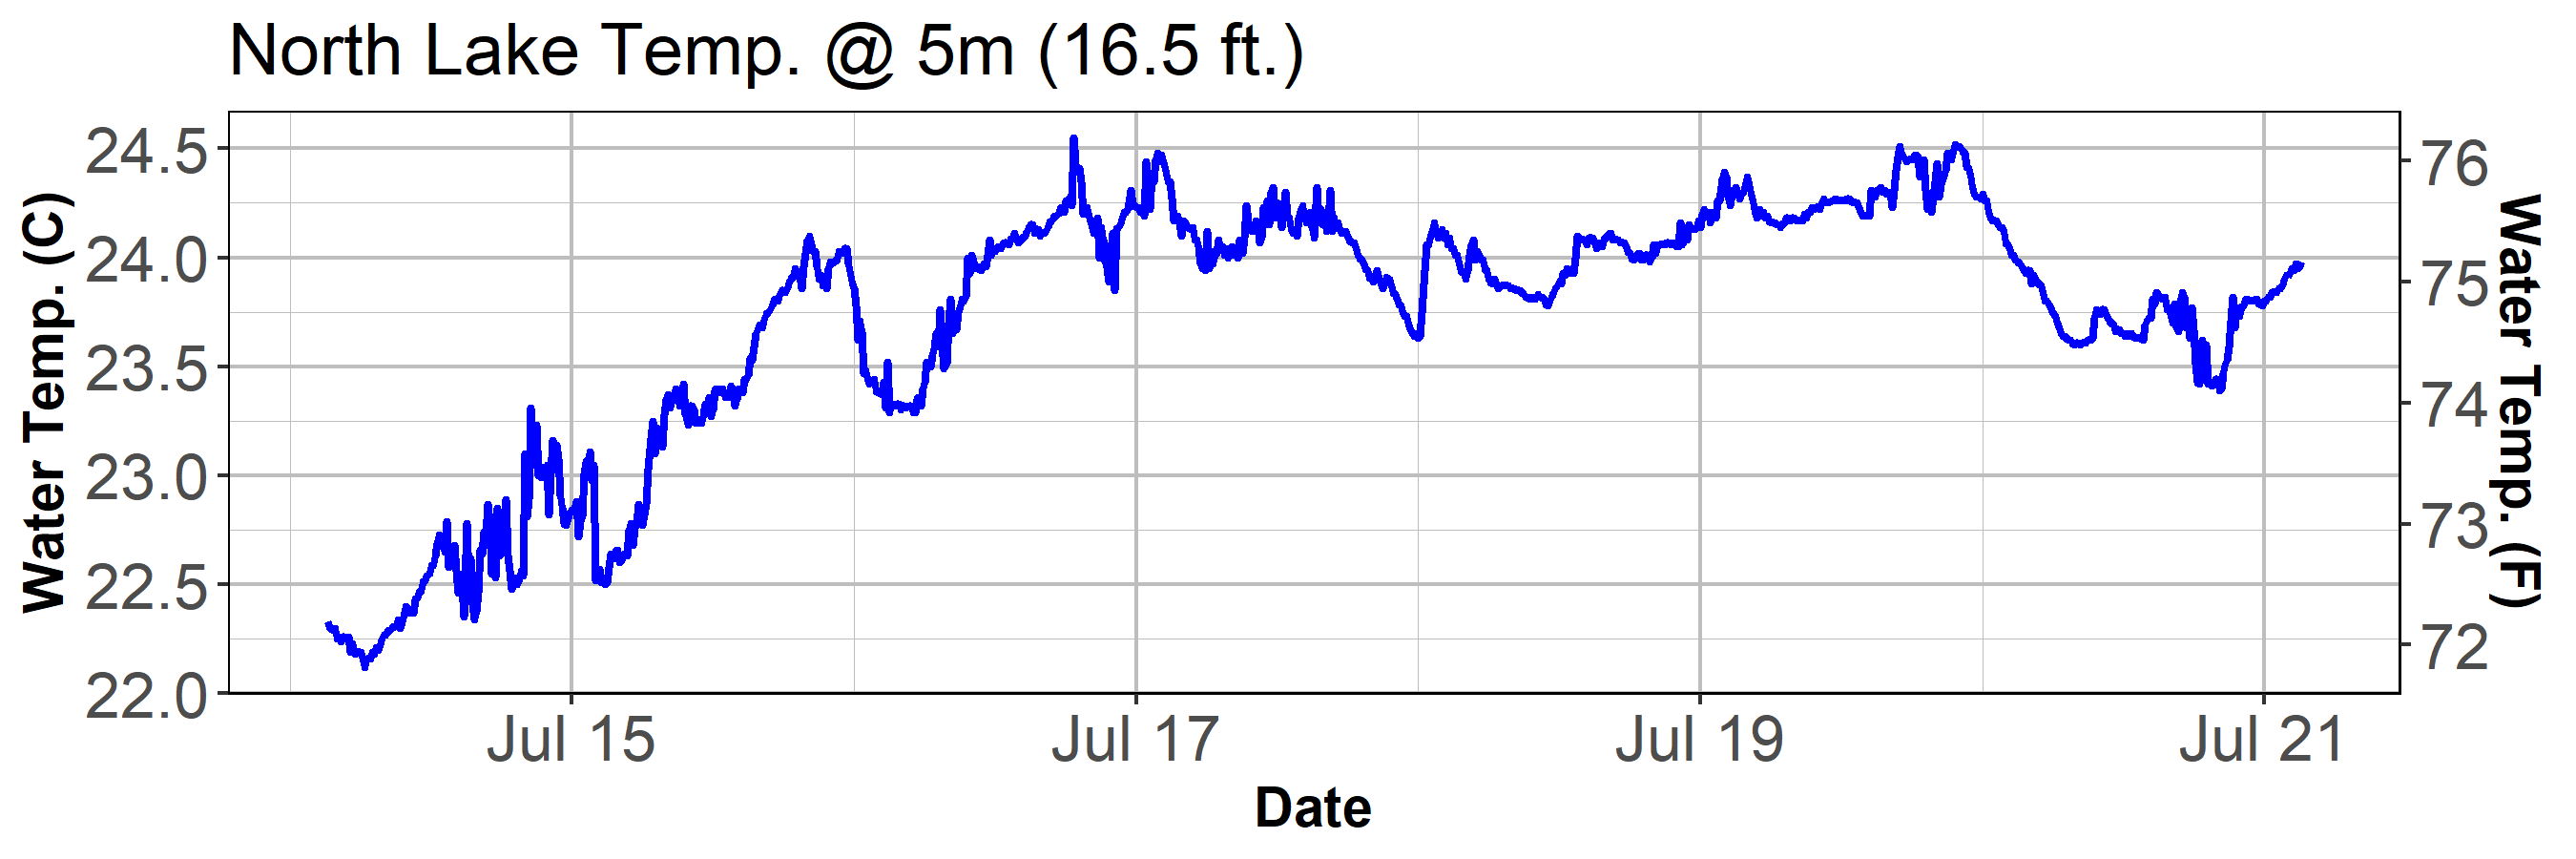 North Lake Temp. @ 5m (16.5 ft.)
Water Temp. (C)
24.5
24.0
23.5
23.0
22.5
22.0
76
75
74
73
72
Water Temp. (F)
Jul 15
Jul 17
Jul 19
Jul 21
Date